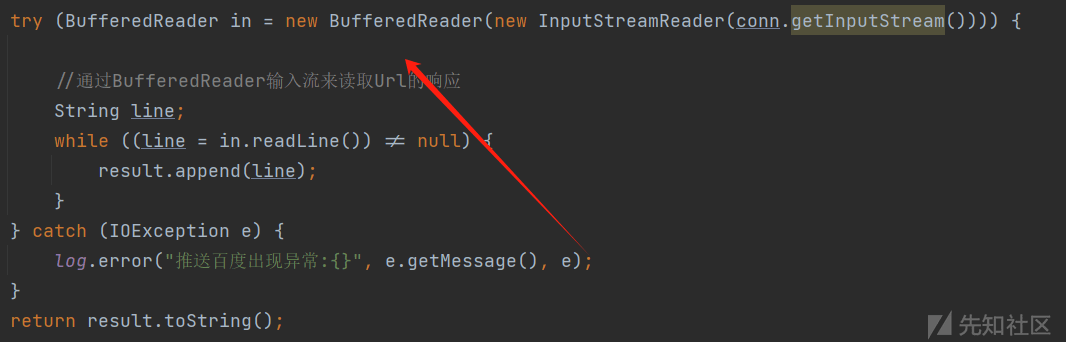 try (BufferedReader in = new BufferedReader(new InputStreamReader(conn.getInputStream()))) {
//通过BufferedReader输入流来读取Url的响应
String line;
while ((line = in.readLine()) != null) {
result.append(line);
}
} catch (IOException e) {
log.error("推送百度出现异常:{}", e.getMessage(), e);
}
return result.toString();
先知社区